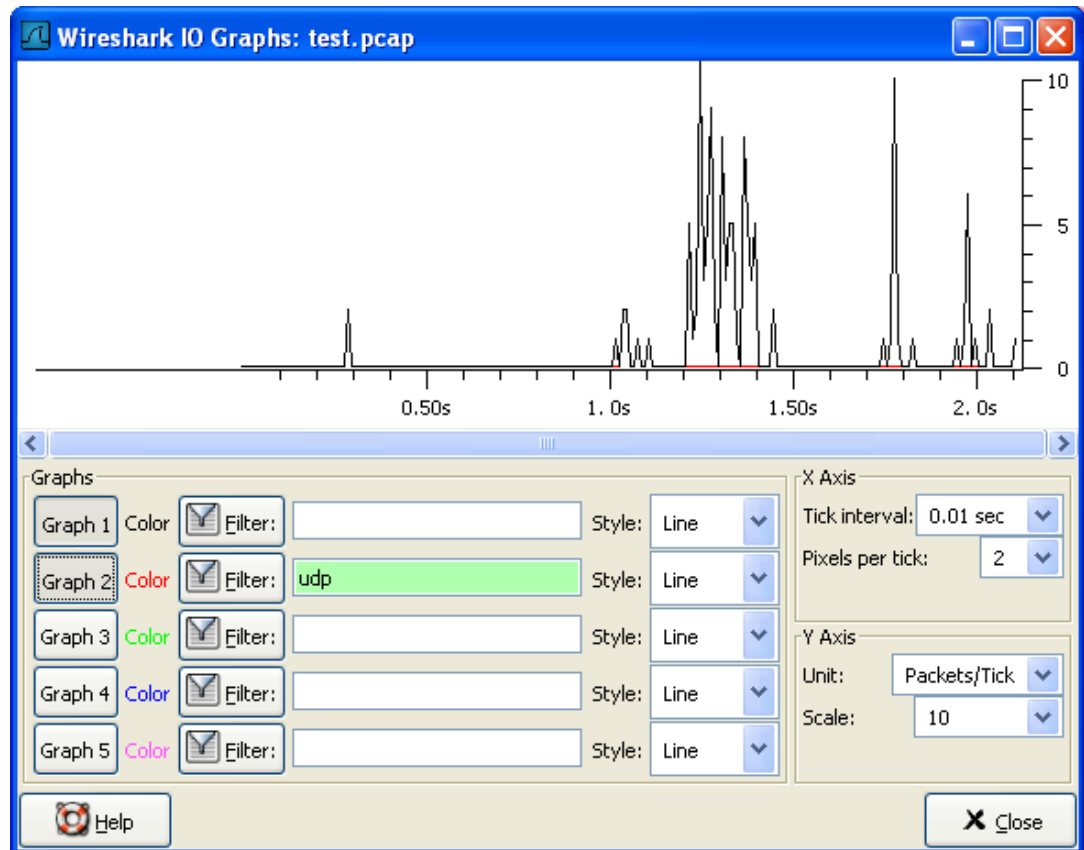 Wireshark IO Graphs: test.pcap
10
5
0
0.50s 1. 0s 1.50s 2. 0s
Graphs
Graph 1 Color Filter: Style: Line
Graph 2 Color Filter: udp Style: Line
Graph 3 Color Filter: Style: Line
Graph 4 Color Filter: Style: Line
Graph 5 Color Filter: Style: Line
X Axis
Tick interval: 0.01 sec
Pixels per tick: 2
Y Axis
Unit: Packets/Tick
Scale: 10
Help
Close